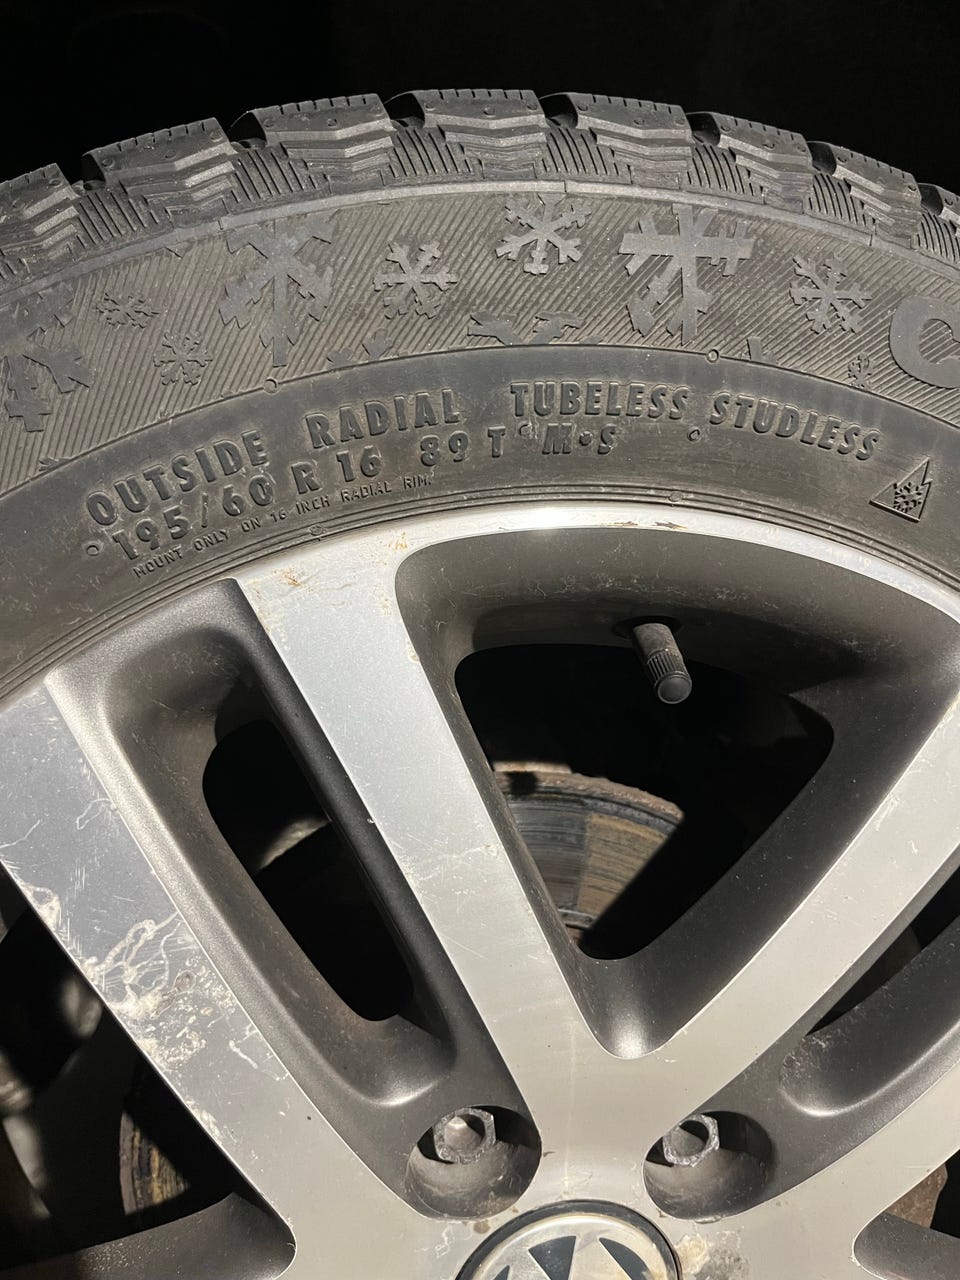 OUTSIDE RADIAL TUBELESS STUDLESS
195/60 R 16 89 T M+S
MOUNT ONLY ON 16 INCH RADIAL RIM.
C